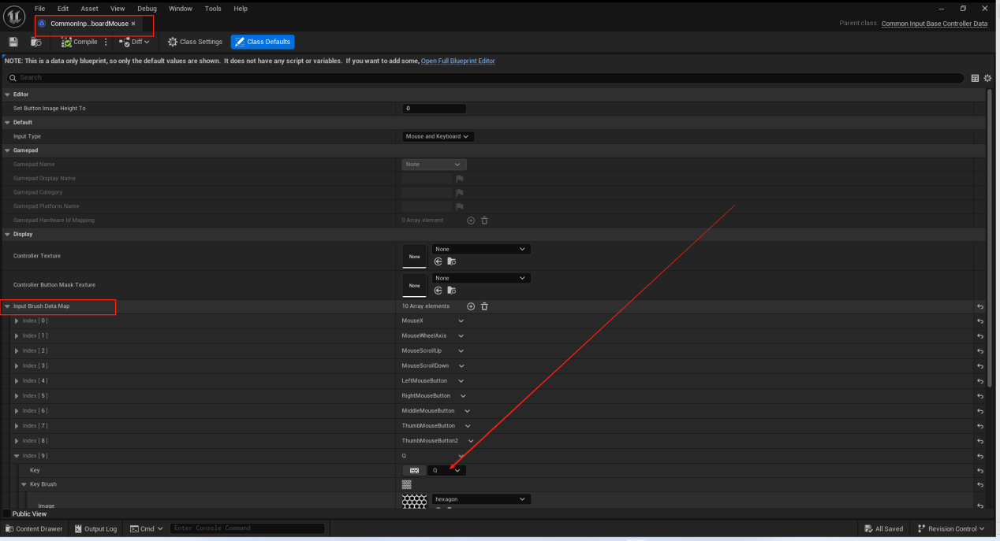 File Edit Asset View Debug Window Tools Help
CommonInp...boardMouse
Parent class: Common Input Base Controller Data
Compile Diff Class Settings Class Defaults
NOTE: This is a data only blueprint, so only the default values are shown. It does not have any script or variables. If you want to add some, Open Full Blueprint Editor
Search
Editor
Set Button Image Height To 0
Default
Input Type Mouse and Keyboard
Gamepad
Gamepad Name None
Gamepad Display Name
Gamepad Category
Gamepad Platform Name
Gamepad Hardware Id Mapping 0 Array element
Display
Controller Texture None None
Controller Button Mask Texture None None
Input Brush Data Map 10 Array elements
Index [ 0 ] MouseX
Index [ 1 ] MouseWheelAxis
Index [ 2 ] MouseScrollUp
Index [ 3 ] MouseScrollDown
Index [ 4 ] LeftMouseButton
Index [ 5 ] RightMouseButton
Index [ 6 ] MiddleMouseButton
Index [ 7 ] ThumbMouseButton
Index [ 8 ] ThumbMouseButton2
Index [ 9 ] Q
Key Q
Key Brush
Image hexagon
Public View
Content Drawer Output Log Cmd Enter Console Command All Saved Revision Control